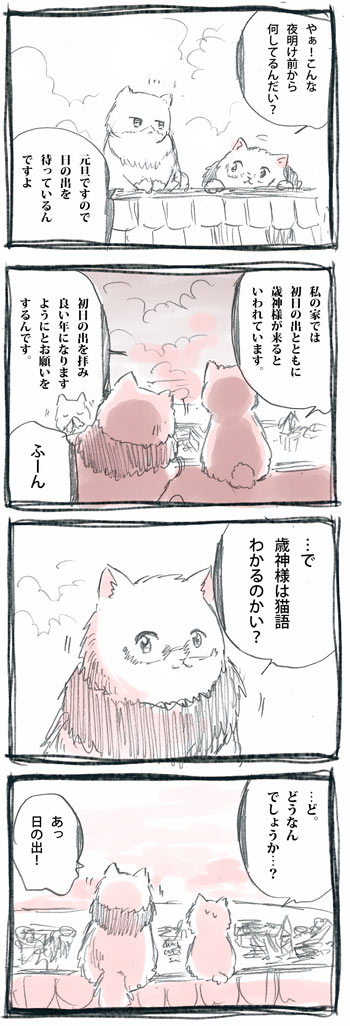 やぁ!こんな
夜明け前から
何してるんだい?
元旦ですので
日の出を
待っているん
ですよ
私の家では
初日の出とともに
歳神様が来ると
いわれています。
初日の出を拝み
良い年になります
ようにとお願いを
するんです。
ふーん
…で
歳神様は猫語
わかるのかい?
…ど。
どうなん
でしょうか…?
あっ
日の出!